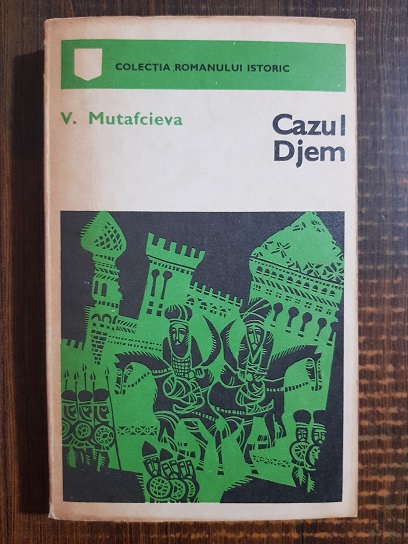 COLECȚIA ROMANULUI ISTORIC
V. Mutafcieva
Cazul
Djem